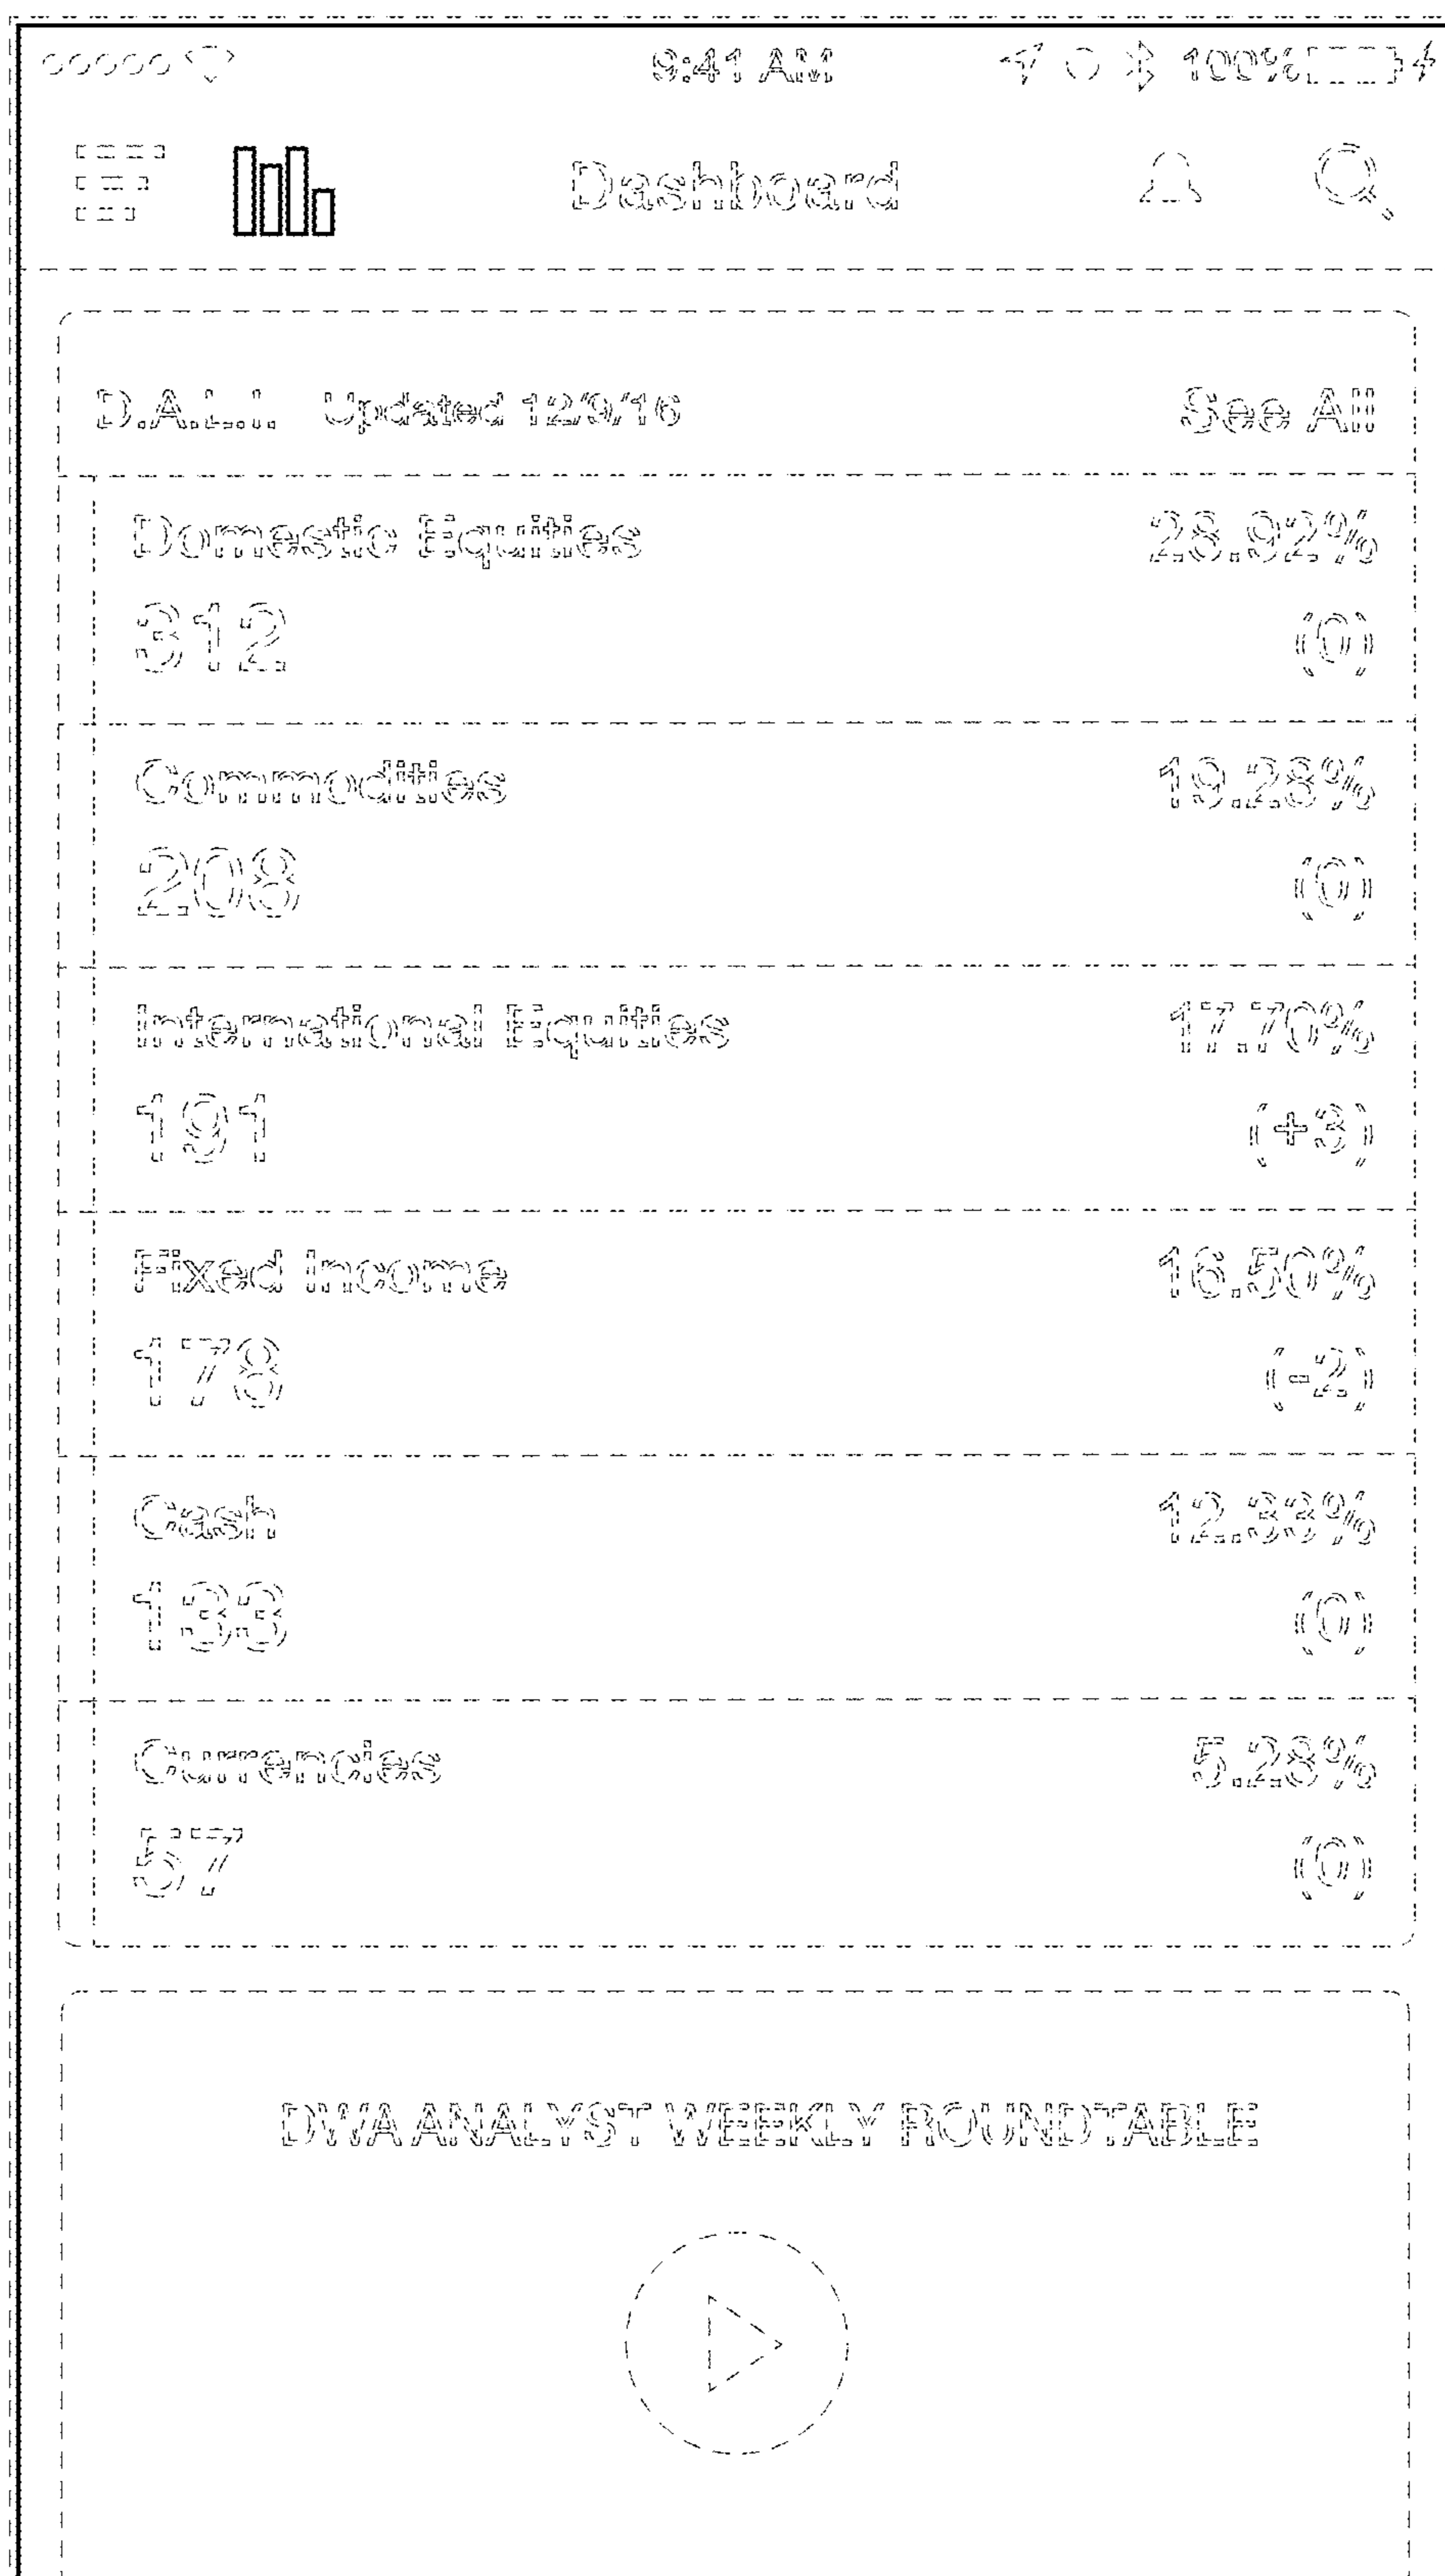 9:41 AM 100%
Dashboard
D.A.L.I. Updated 12/9/16 See All
Domestic Equities 28.92%
312 (0)
Commodities 19.28%
208 (0)
International Equities 17.70%
191 (+3)
Fixed Income 16.50%
178 (-2)
Cash 12.33%
133 (0)
Currencies 5.28%
57 (0)
DWA ANALYST WEEKLY ROUNDTABLE